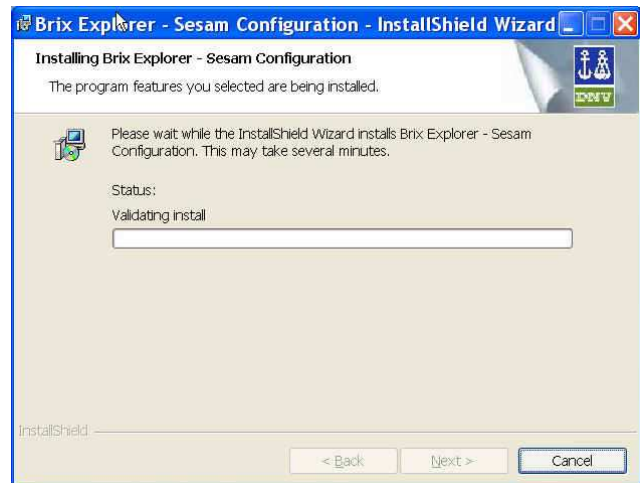 Brix Explorer - Sesam Configuration - InstallShield Wizard
Installing Brix Explorer - Sesam Configuration
The program features you selected are being installed.
DNV
Please wait while the InstallShield Wizard installs Brix Explorer - Sesam
Configuration. This may take several minutes.
Status:
Validating install
InstallShield
< Back
Next >
Cancel